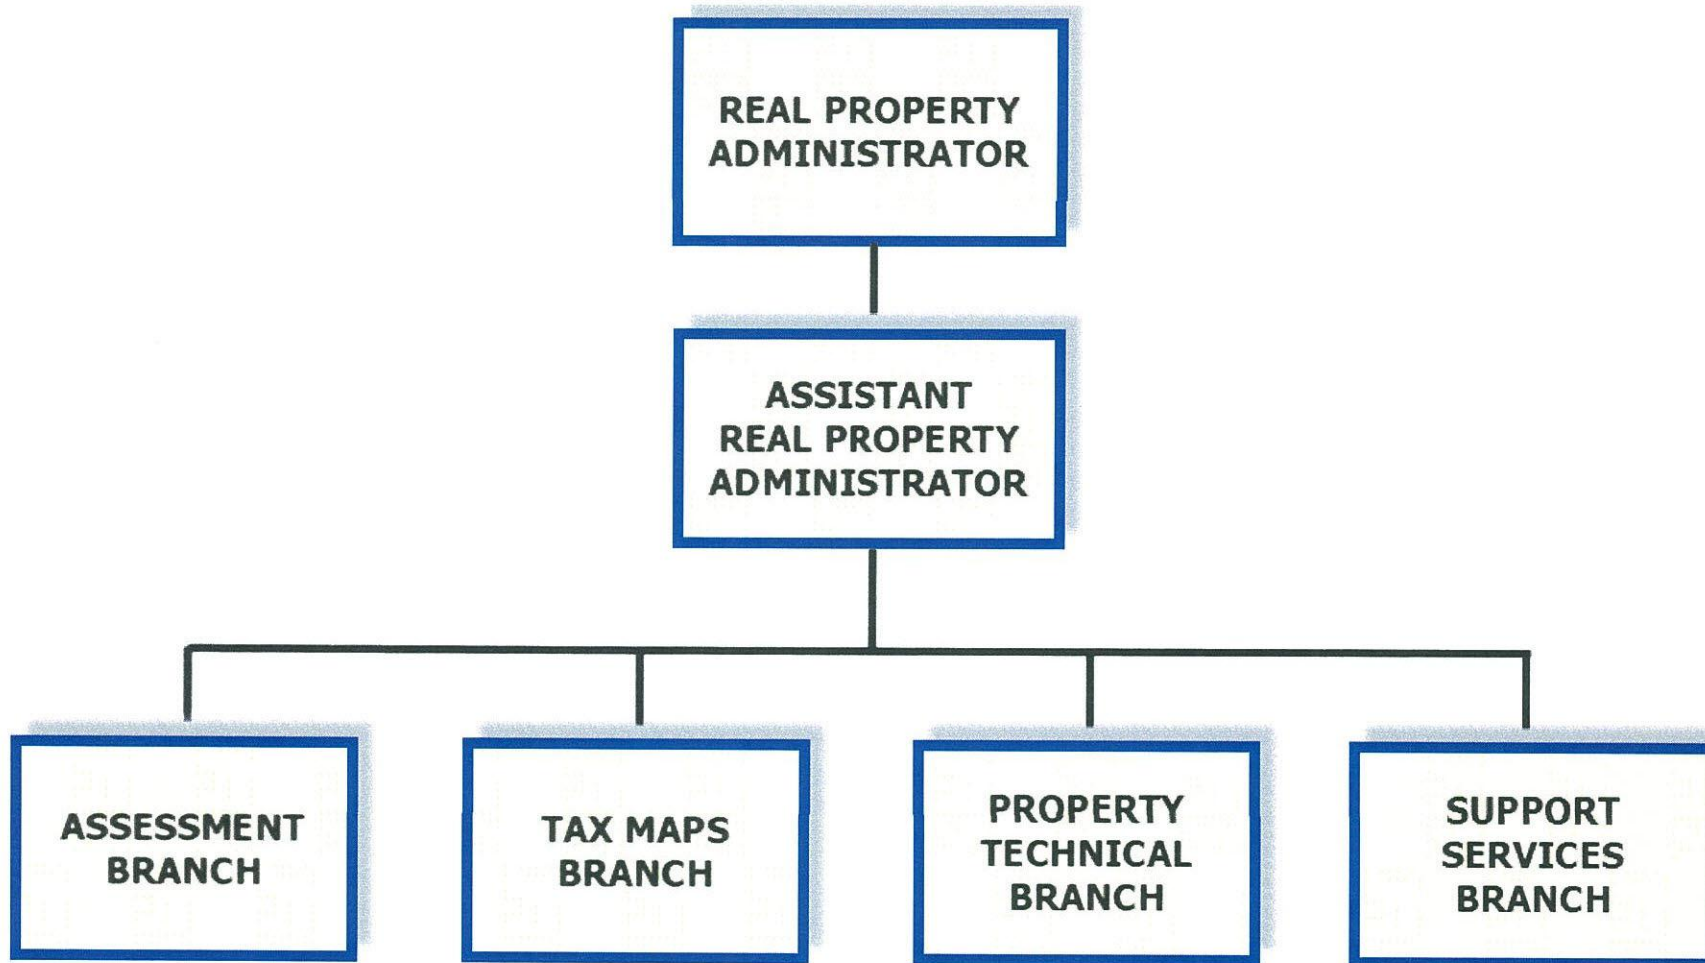 REAL PROPERTY
ADMINISTRATOR
ASSISTANT
REAL PROPERTY
ADMINISTRATOR
ASSESSMENT
BRANCH
TAX MAPS
BRANCH
PROPERTY
TECHNICAL
BRANCH
SUPPORT
SERVICES
BRANCH